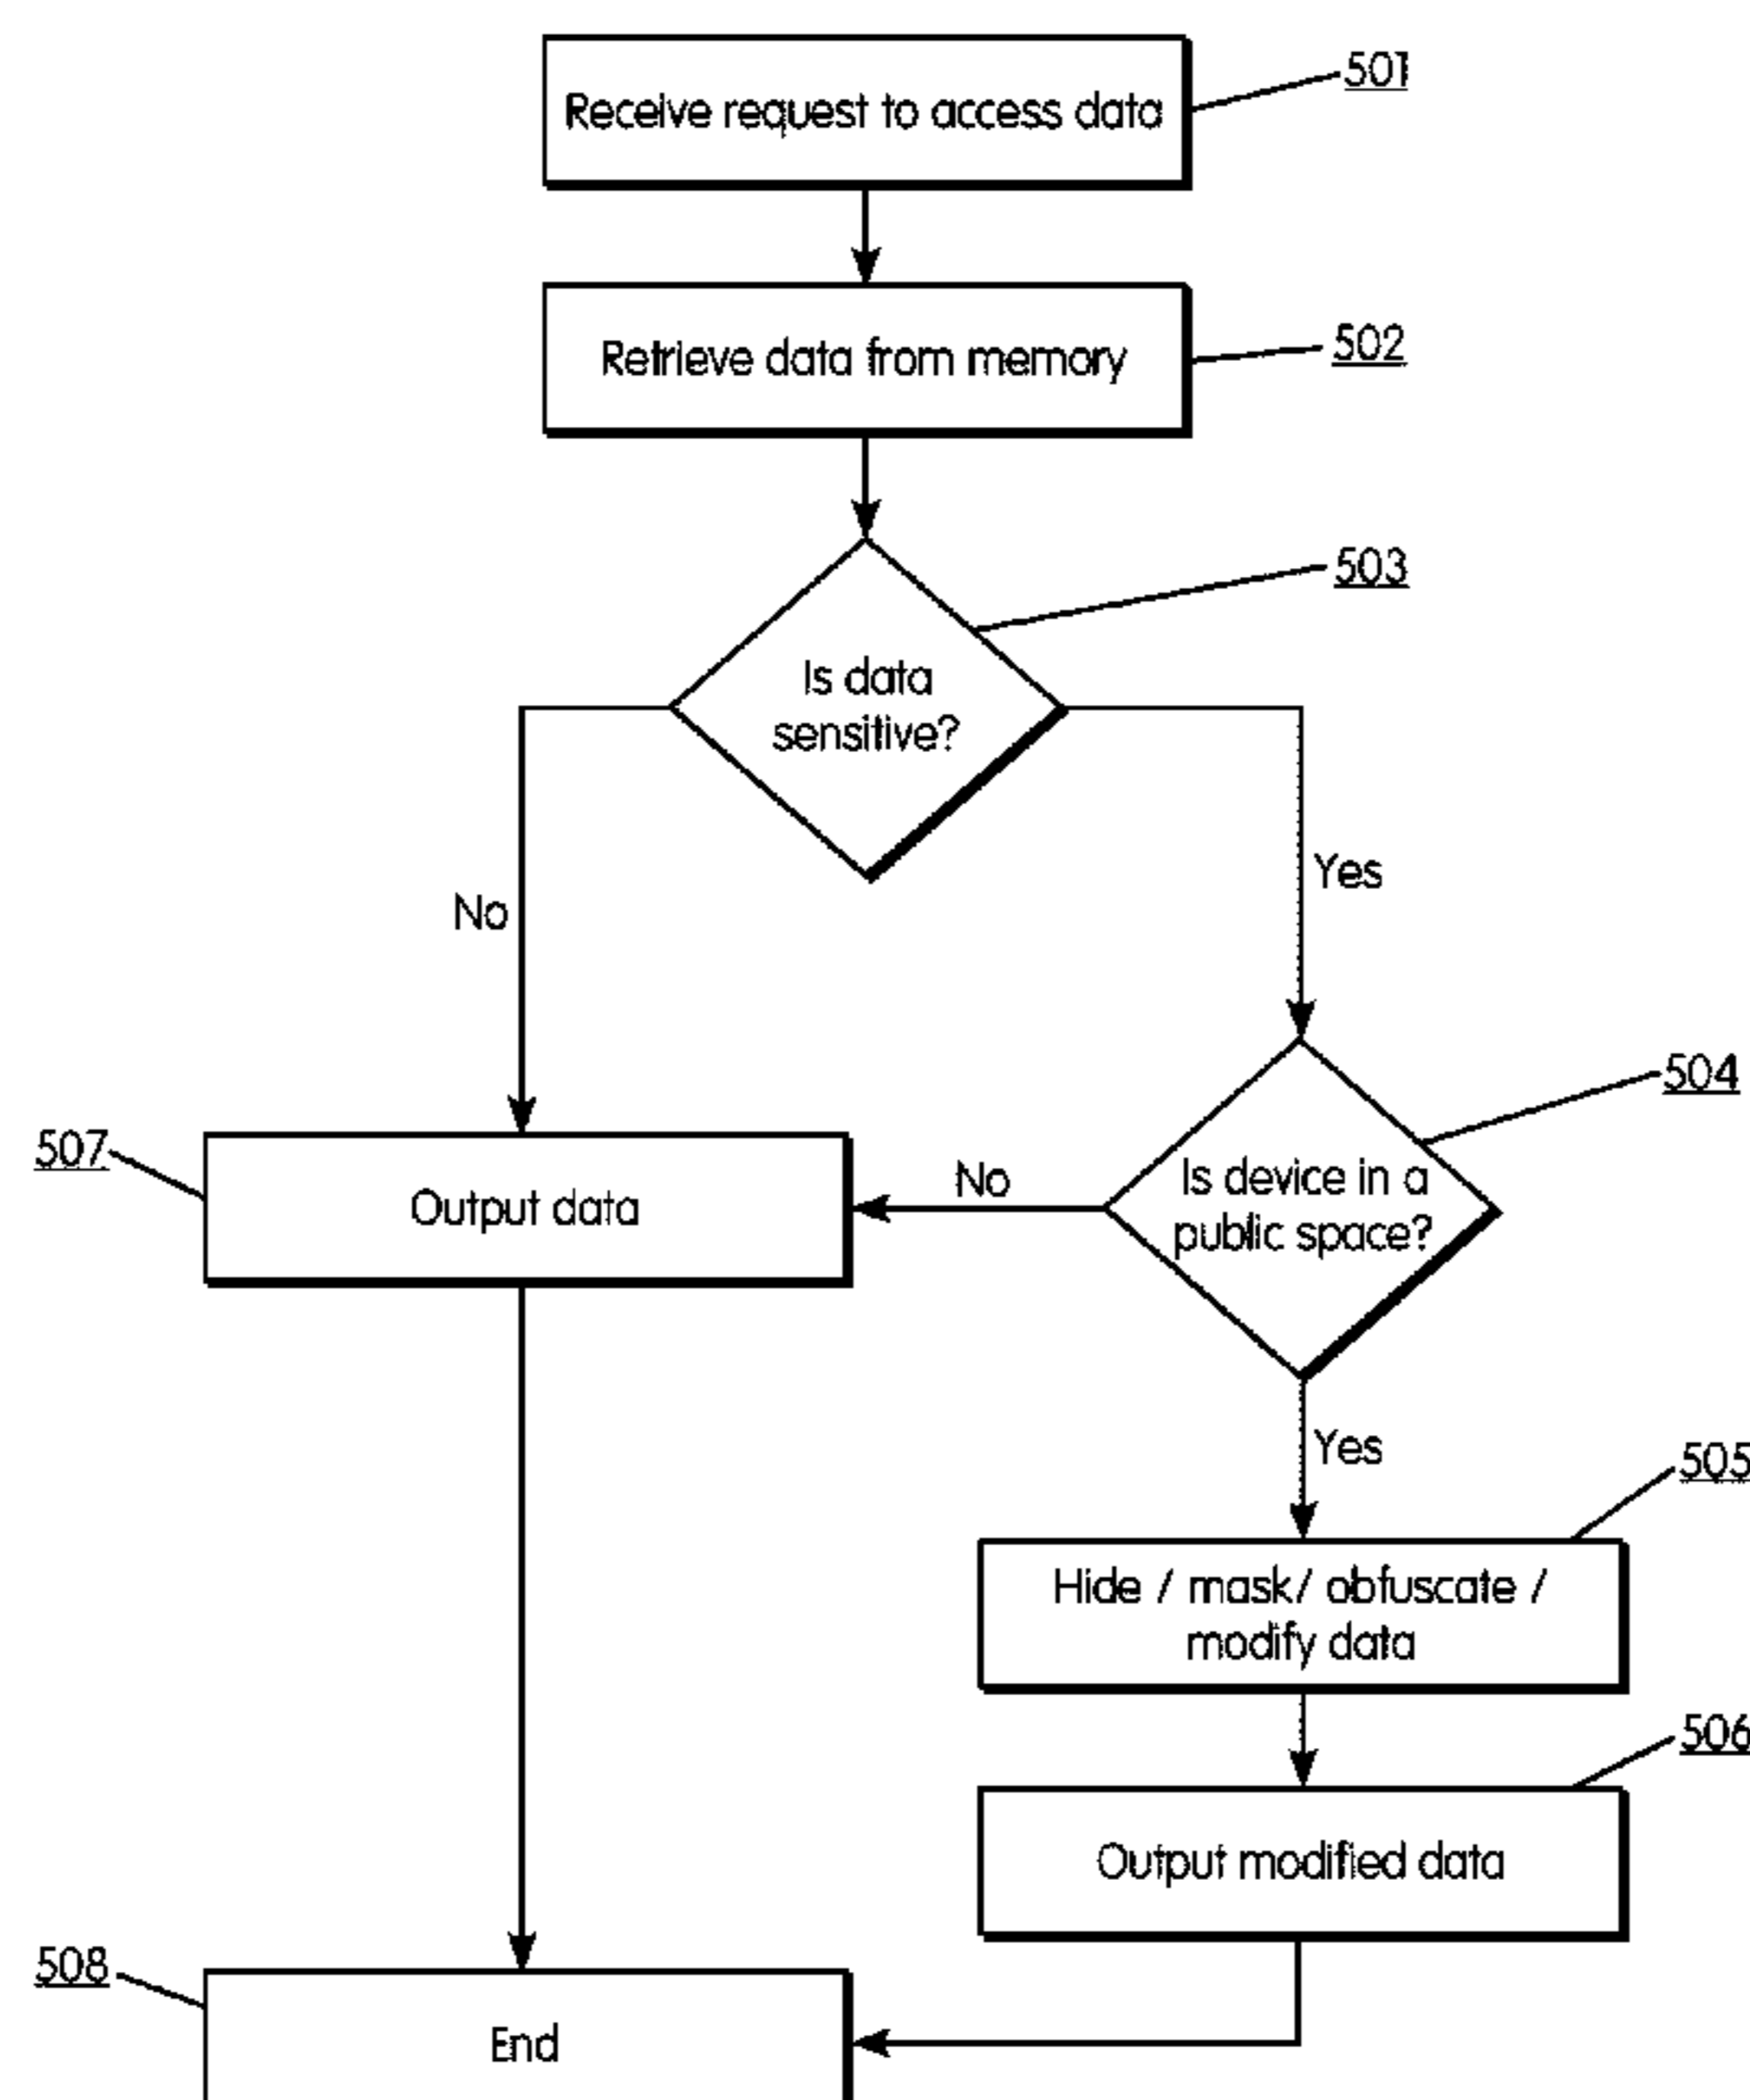 501
Receive request to access data
502
Retrieve data from memory
503
Is data
sensitive?
Yes
No
504
507
Is device in a
public space?
No
Output data
Yes
505
Hide / mask/ obfuscate /
modify data
506
Output modified data
508
End